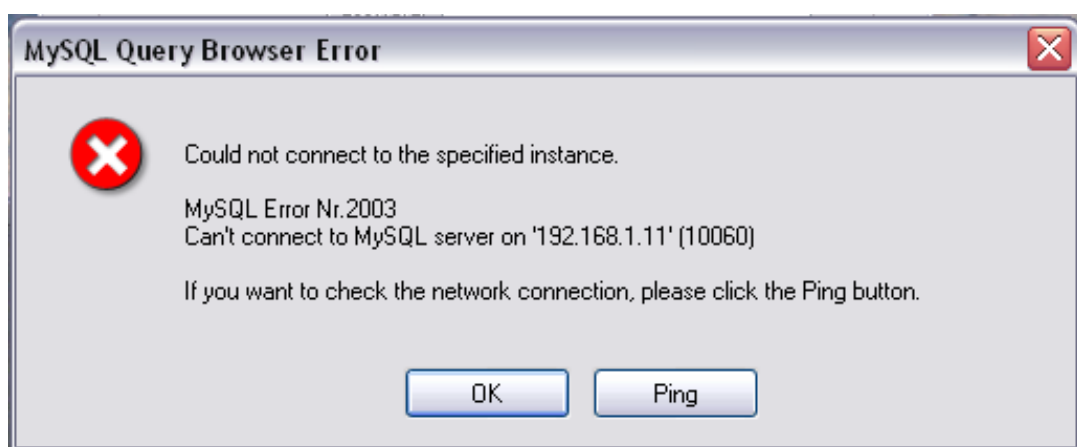 MySQL Query Browser Error
Could not connect to the specified instance.
MySQL Error Nr.2003
Can't connect to MySQL server on '192.168.1.11' (10060)
If you want to check the network connection, please click the Ping button.
OK
Ping